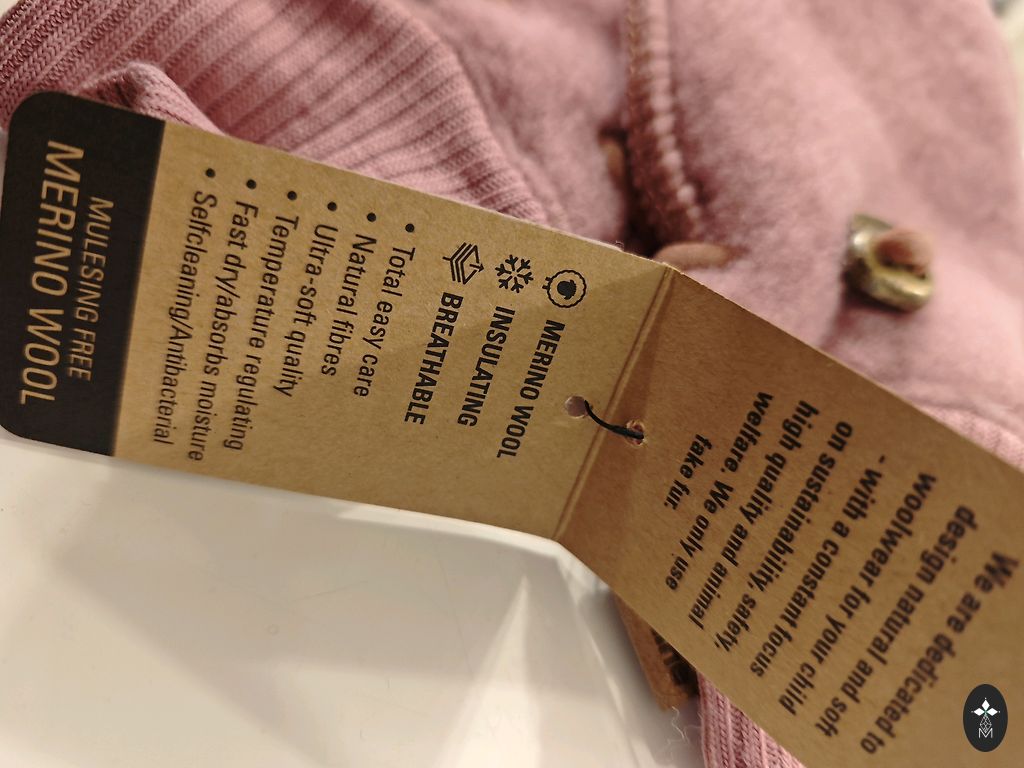 MERINO WOOL
INSULATING
BREATHABLE
• Total easy care
• Natural fibres
• Ultra-soft quality
• Temperature regulating
• Fast dry/absorbs moisture
• Selfcleaning/Antibacterial
MULESING FREE
MERINO WOOL
We are dedicated to
design natural and soft
woolwear for your child
- with a constant focus
on sustainability, safety,
high quality and animal
welfare. We only use
fake fur.
M